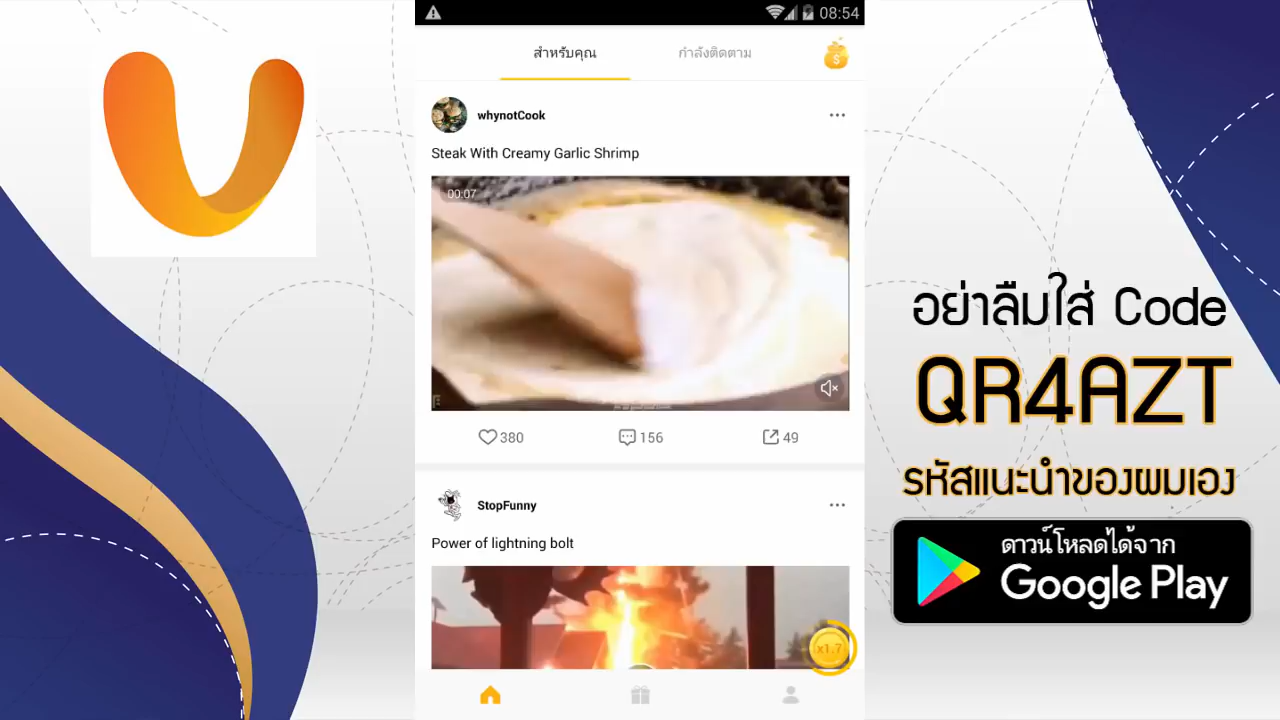 08:54
สำหรับคุณ
กำลังติดตาม
whynotCook
Steak With Creamy Garlic Shrimp
00:07
380
156
49
StopFunny
Power of lightning bolt
x1.7
อย่าลืมใส่ Code
QR4AZT
รหัสแนะนำของผมเอง
ดาวน์โหลดได้จาก
Google Play